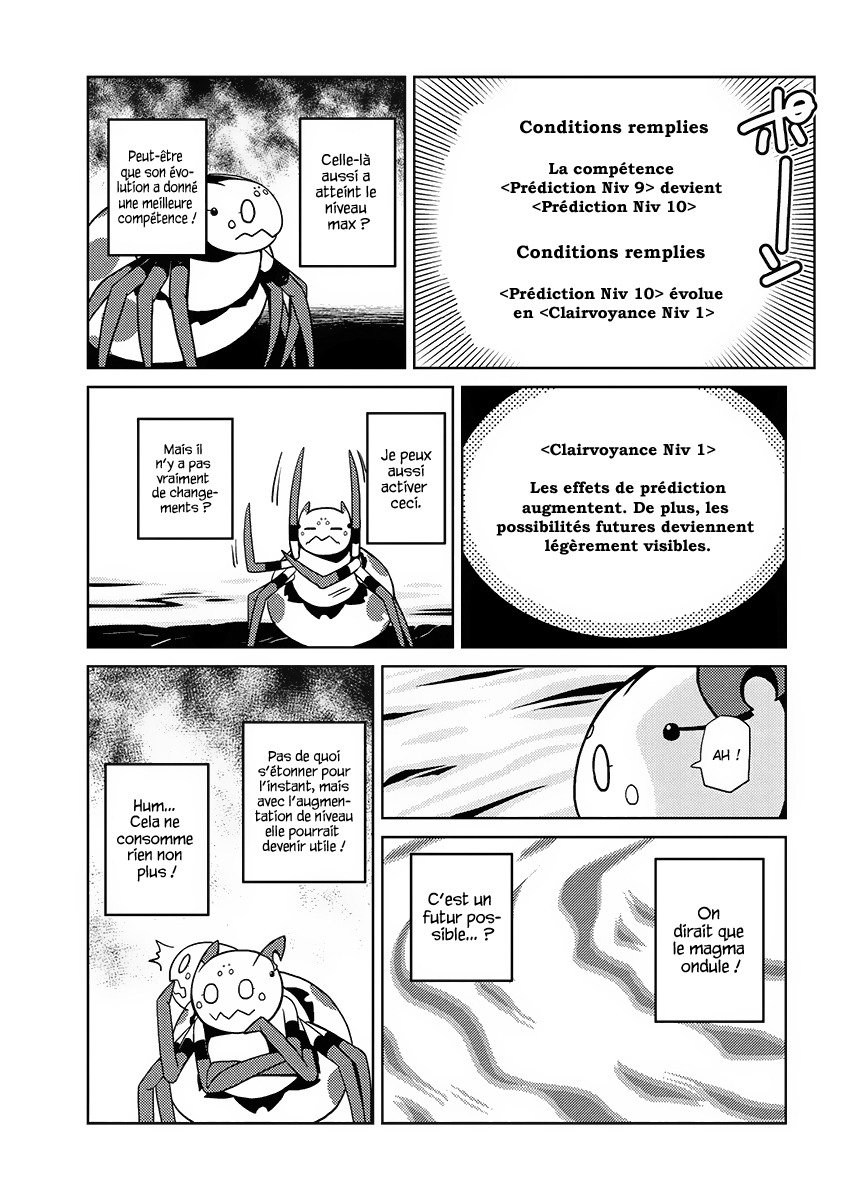 Conditions remplies
La compétence
<Prédiction Niv 9> devient
<Prédiction Niv 10>
Conditions remplies
<Prédiction Niv 10> évolue
en <Clairvoyance Niv 1>
ポーン
Celle-là
aussi a
atteint le
niveau
max ?
Peut-être
que son évo-
lution a donné
une meilleure
compétence !
<Clairvoyance Niv 1>
Les effets de prédiction
augmentent. De plus, les
possibilités futures deviennent
légèrement visibles.
Je peux
aussi
activer
ceci.
Mais il
n'y a pas
vraiment
de change-
ments ?
AH !
On
dirait que
le magma
ondule !
C'est un
futur pos-
sible... ?
Pas de quoi
s'étonner pour
l'instant, mais
avec l'augmen-
tation de niveau
elle pourrait
devenir utile !
Hum...
Cela ne
consomme
rien non
plus !